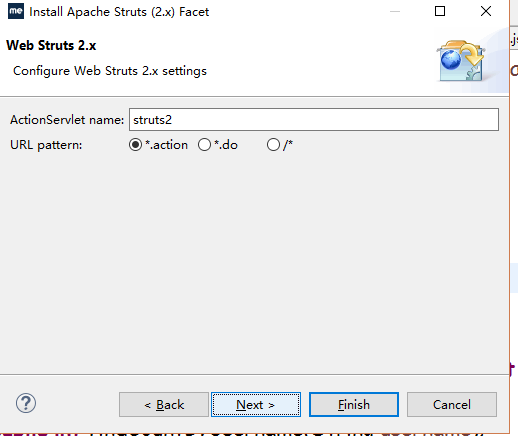 me Install Apache Struts (2.x) Facet
Web Struts 2.x
Configure Web Struts 2.x settings
ActionServlet name: struts2
URL pattern: *.action *.do /*
? < Back Next > Finish Cancel